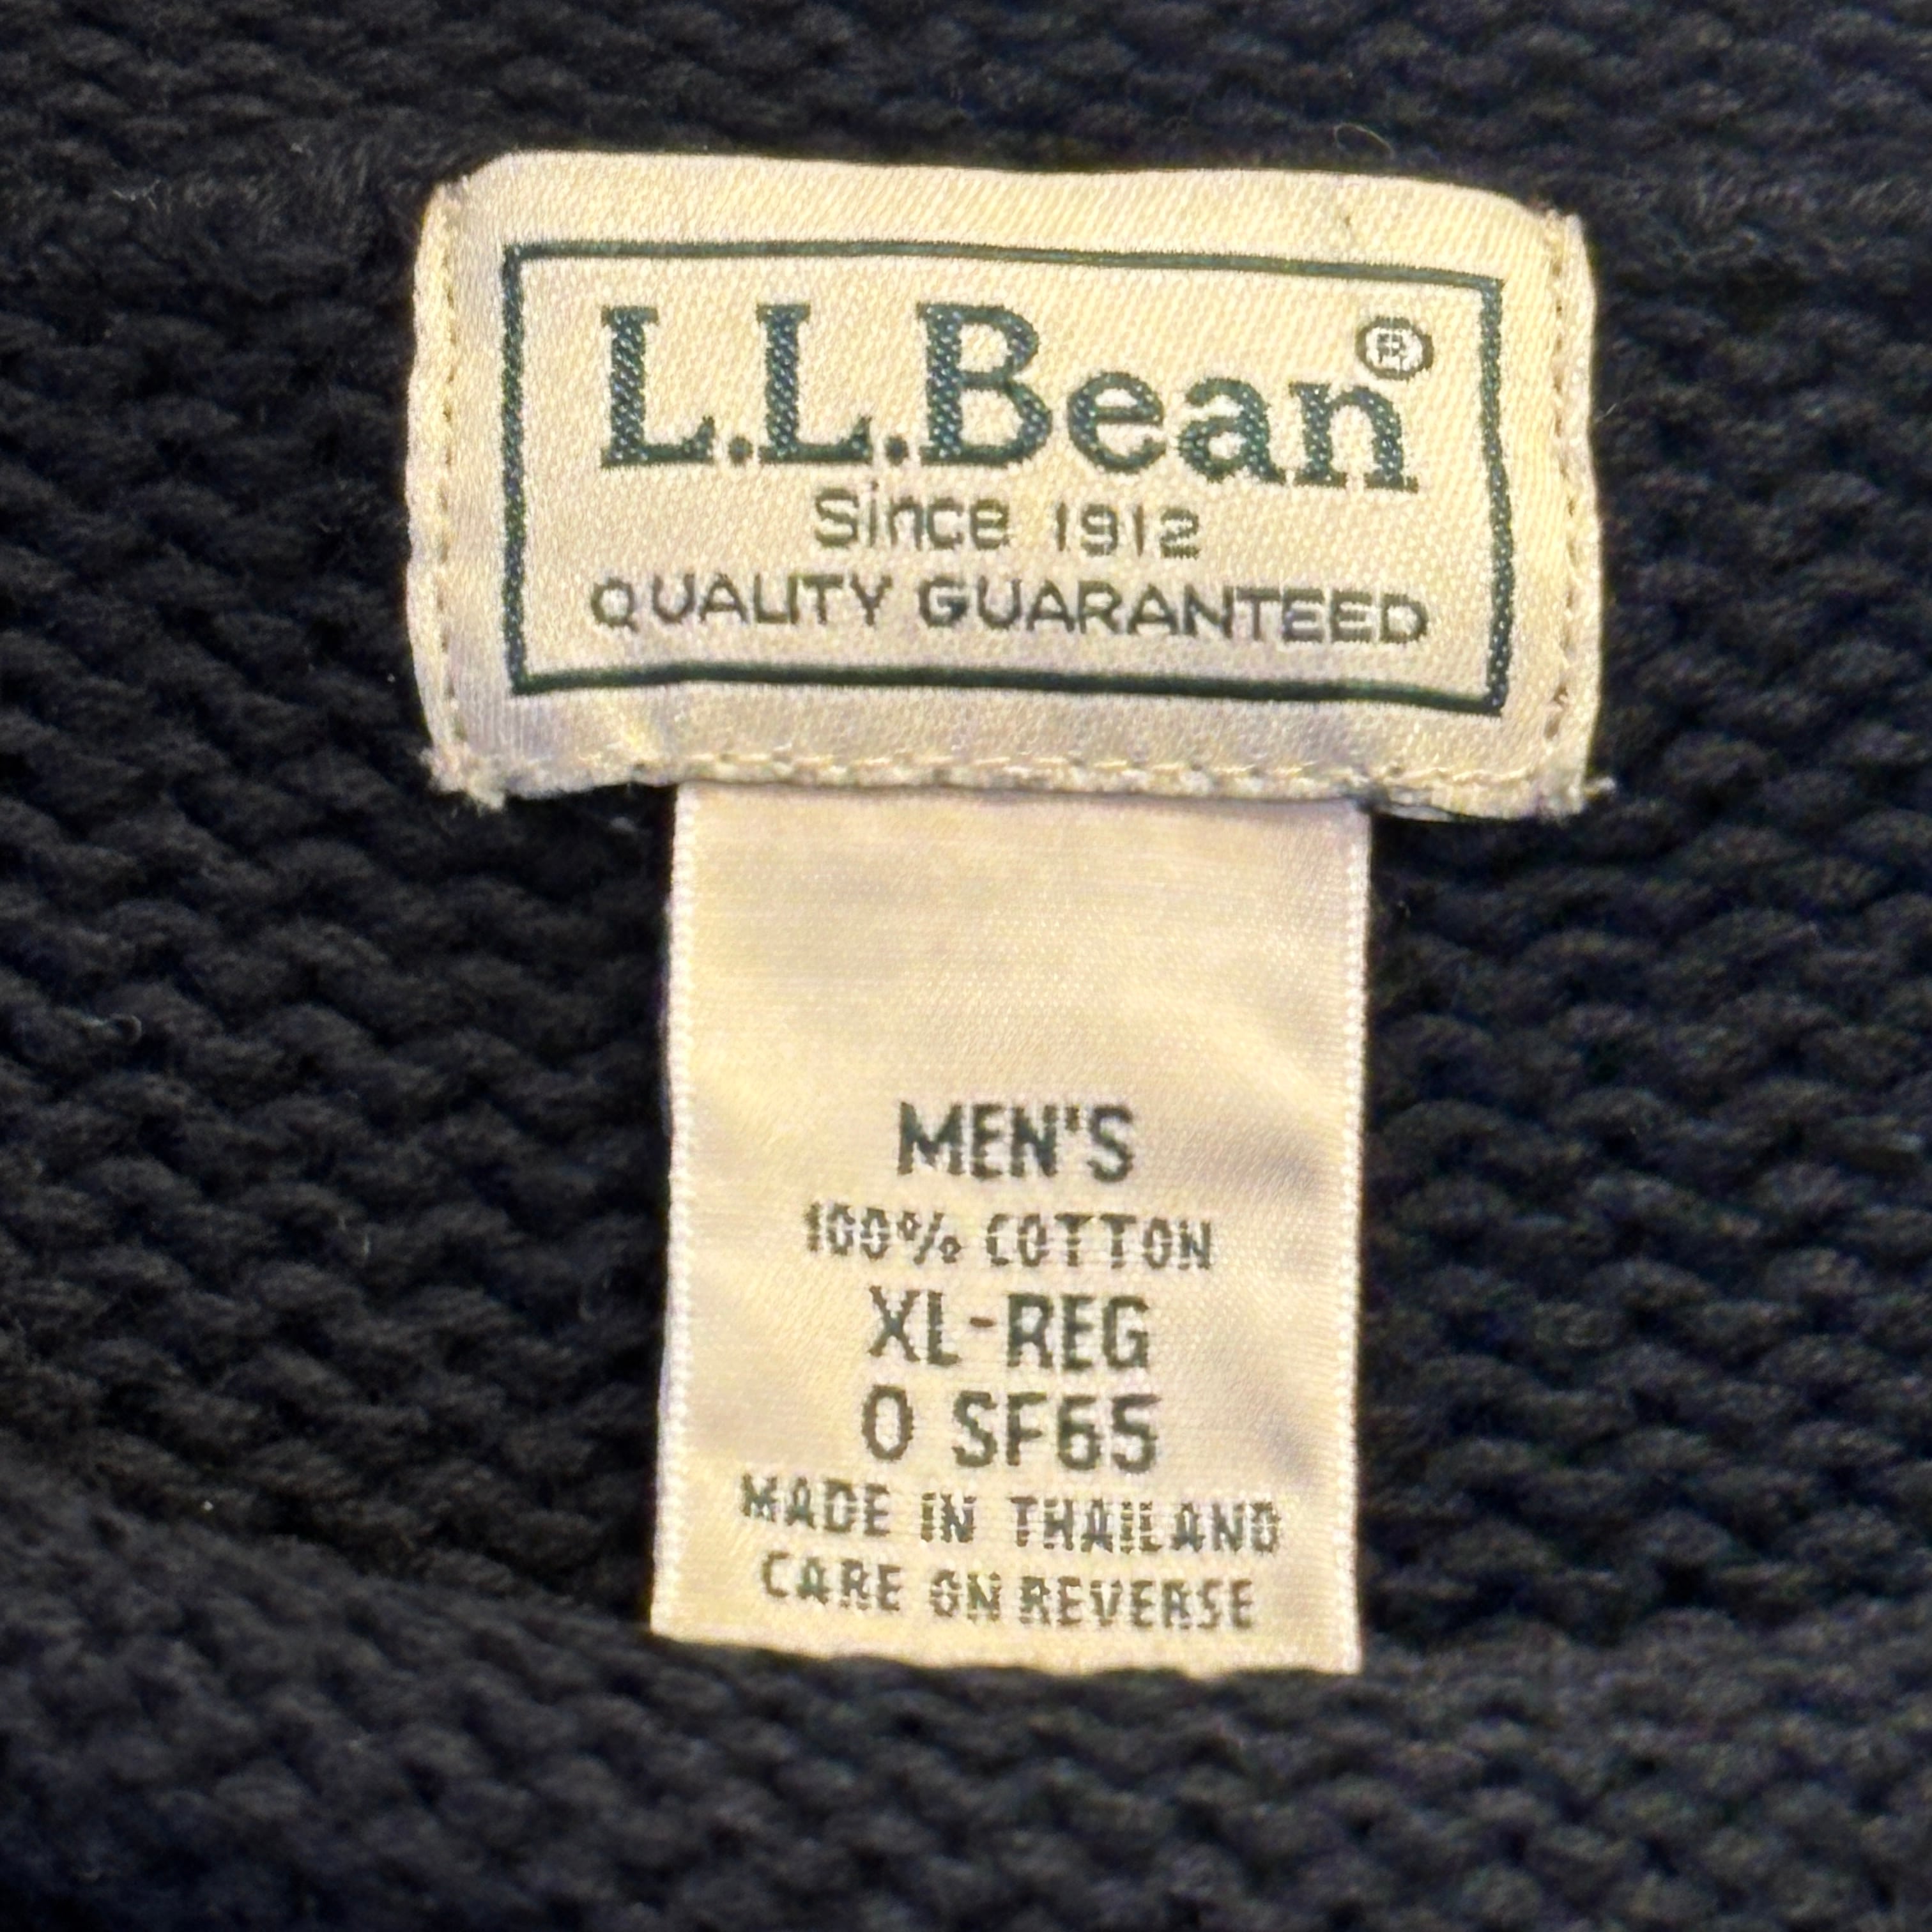 L.L.Bean®
Since 1912
QUALITY GUARANTEED
MEN'S
100% COTTON
XL-REG
0 SF65
MADE IN THAILAND
CARE ON REVERSE